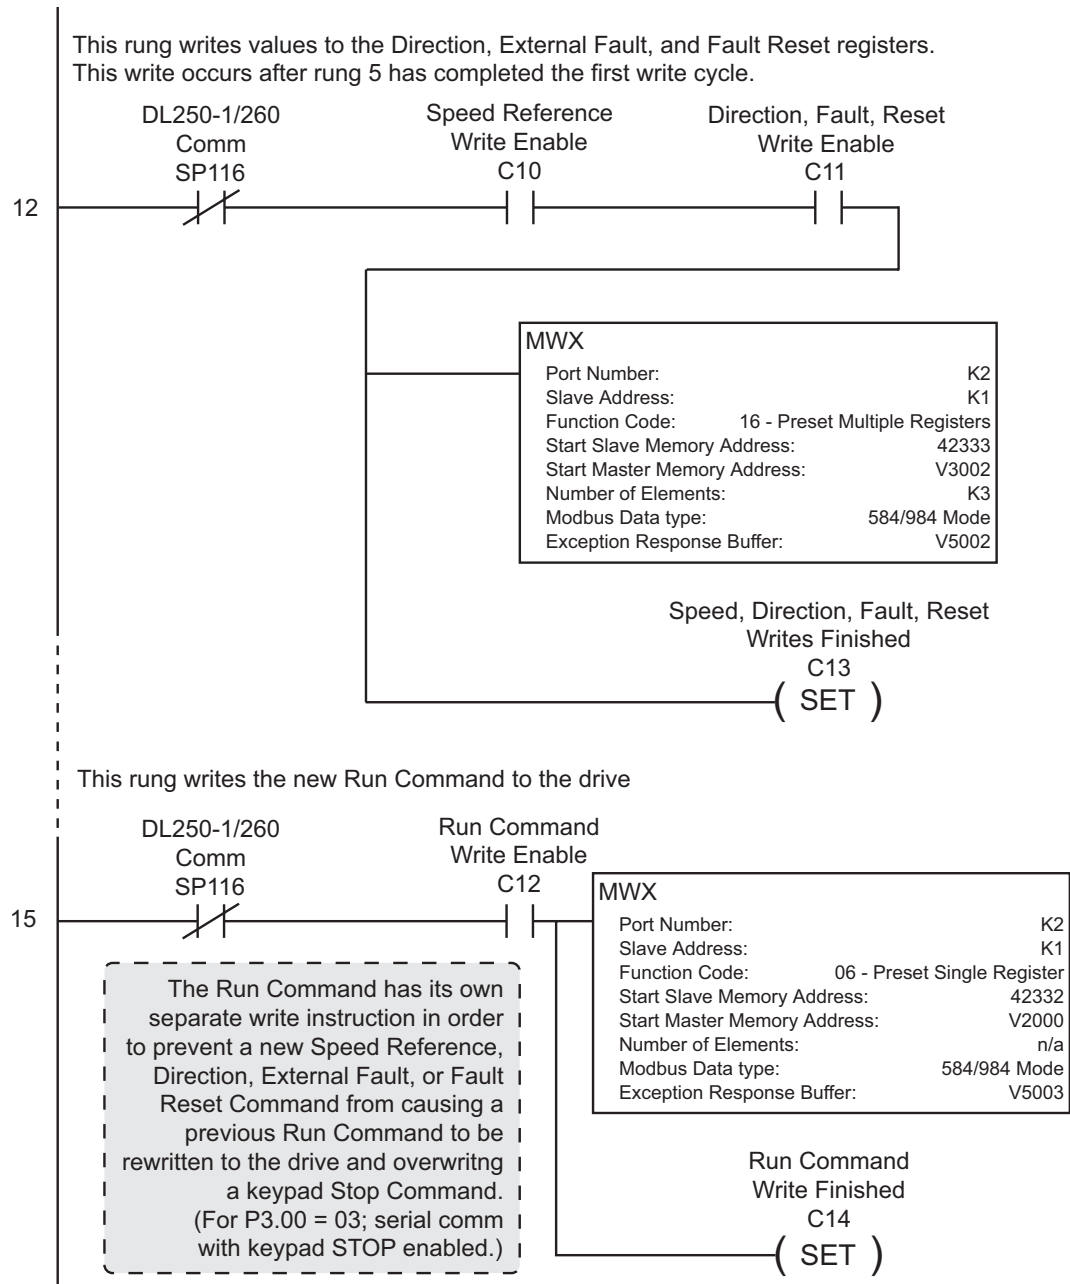 This rung writes values to the Direction, External Fault, and Fault Reset registers.
This write occurs after rung 5 has completed the first write cycle.
DL250-1/260
Comm
SP116
Speed Reference
Write Enable
C10
Direction, Fault, Reset
Write Enable
C11
12
MWX
Port Number: K2
Slave Address: K1
Function Code: 16 - Preset Multiple Registers
Start Slave Memory Address: 42333
Start Master Memory Address: V3002
Number of Elements: K3
Modbus Data type: 584/984 Mode
Exception Response Buffer: V5002
Speed, Direction, Fault, Reset
Writes Finished
C13
( SET )
This rung writes the new Run Command to the drive
DL250-1/260
Comm
SP116
Run Command
Write Enable
C12
15
MWX
Port Number: K2
Slave Address: K1
Function Code: 06 - Preset Single Register
Start Slave Memory Address: 42332
Start Master Memory Address: V2000
Number of Elements: n/a
Modbus Data type: 584/984 Mode
Exception Response Buffer: V5003
The Run Command has its own
separate write instruction in order
to prevent a new Speed Reference,
Direction, External Fault, or Fault
Reset Command from causing a
previous Run Command to be
rewritten to the drive and overwritng
a keypad Stop Command.
(For P3.00 = 03; serial comm
with keypad STOP enabled.)
Run Command
Write Finished
C14
( SET )